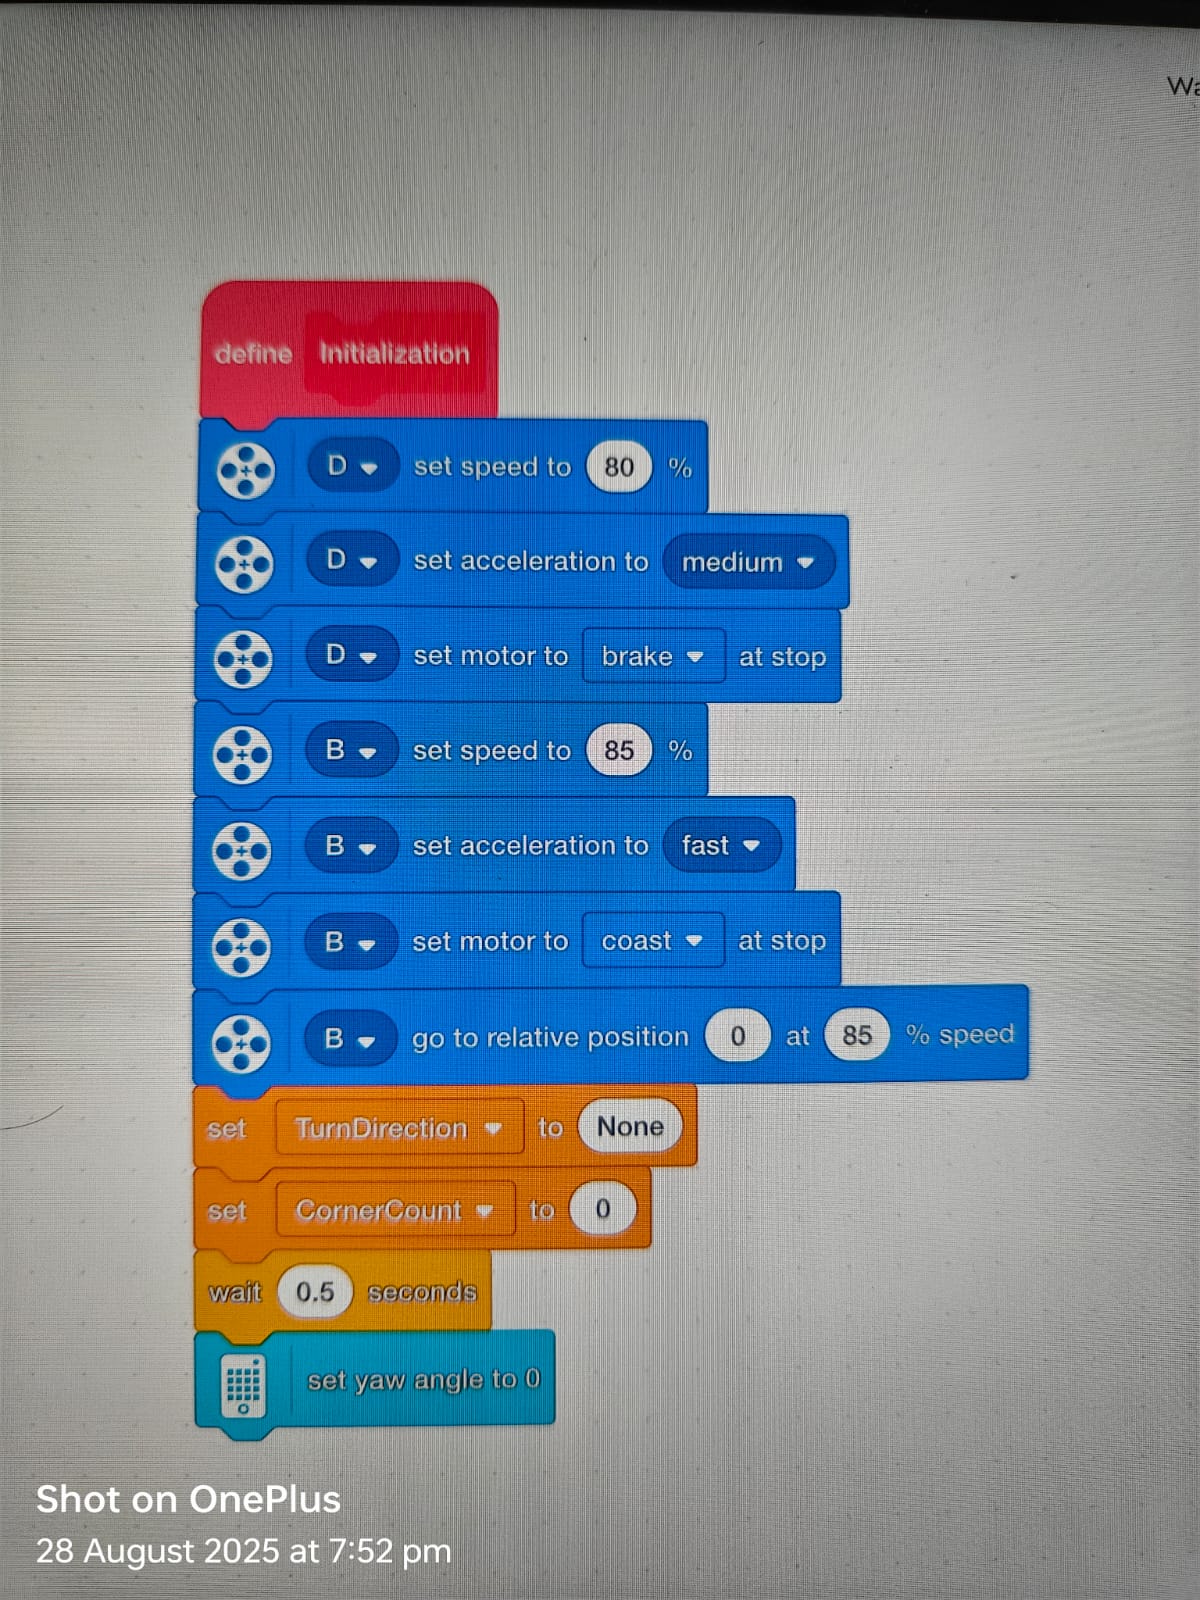 Wa
define Initialization
D set speed to 80 %
D set acceleration to medium
D set motor to brake at stop
B set speed to 85 %
B set acceleration to fast
B set motor to coast at stop
B go to relative position 0 at 85 % speed
set TurnDirection to None
set CornerCount to 0
wait 0.5 seconds
set yaw angle to 0
Shot on OnePlus
28 August 2025 at 7:52 pm